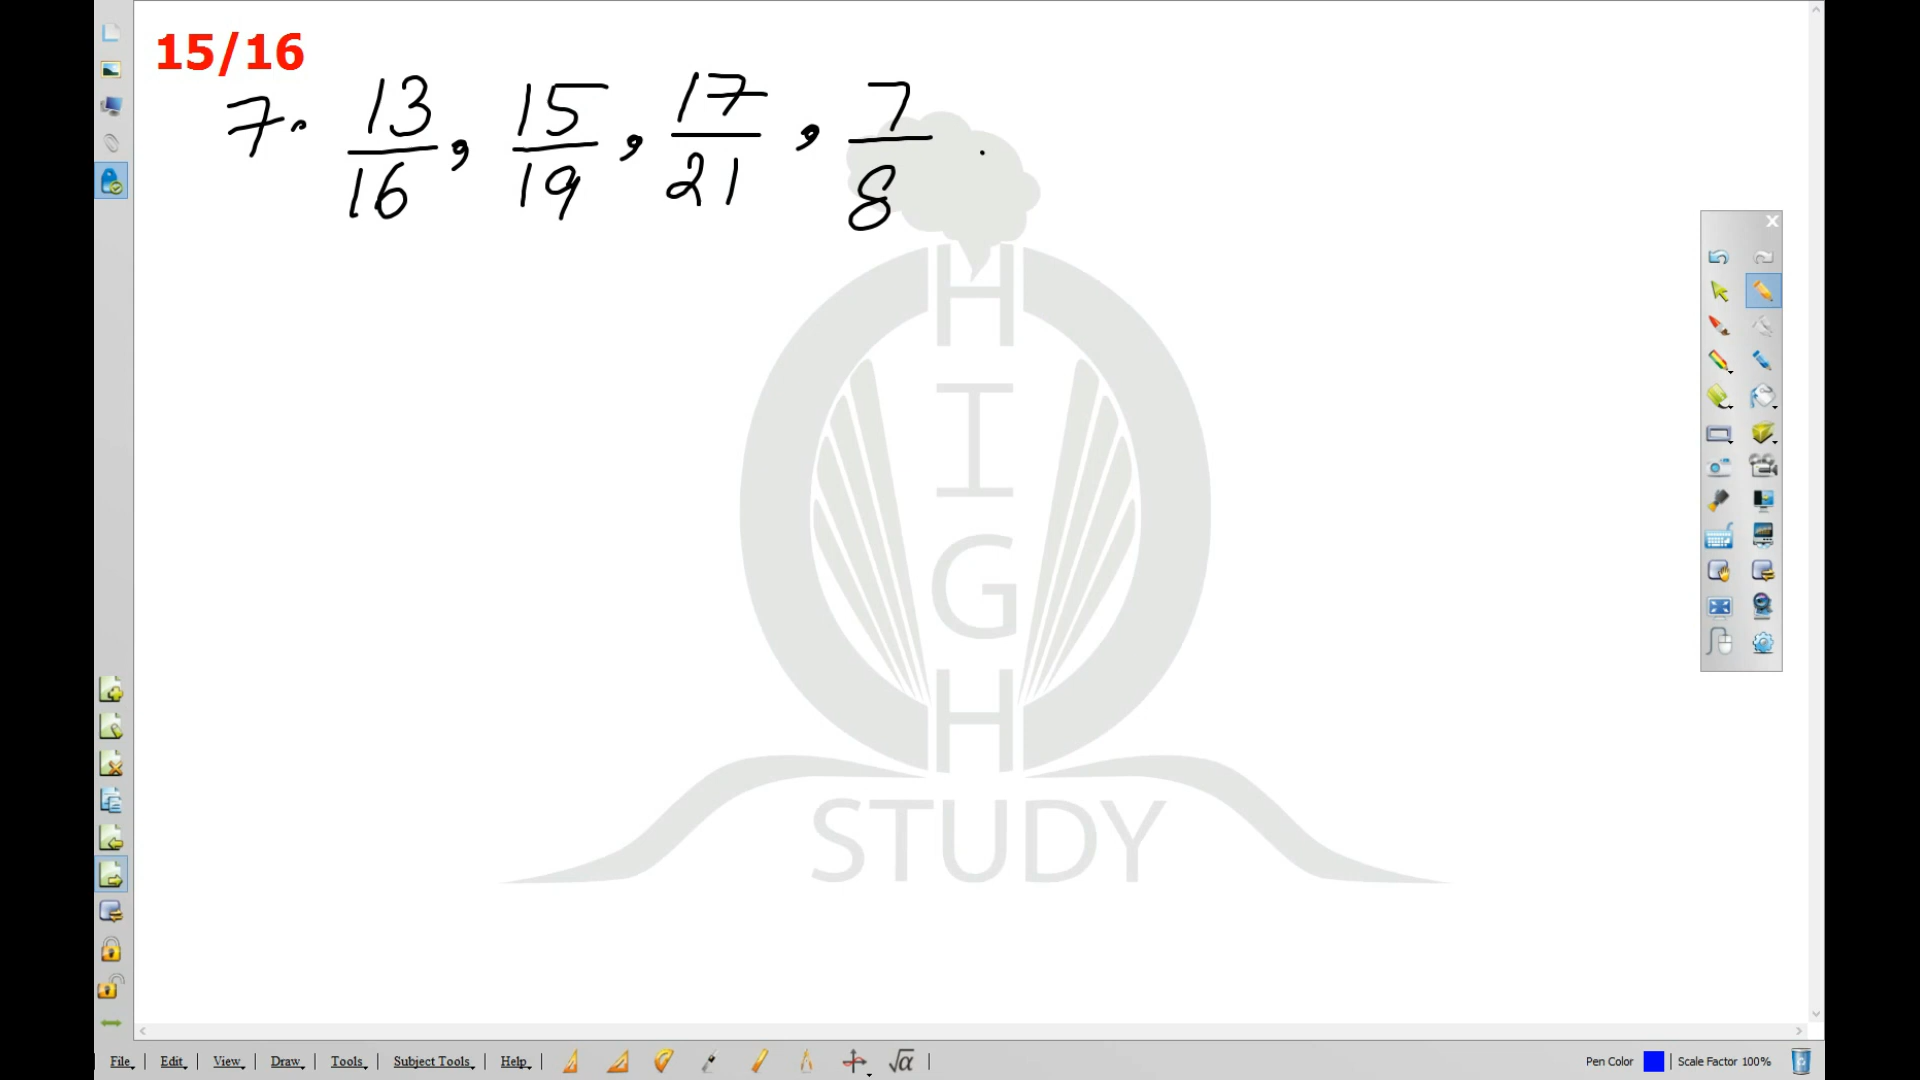 15/16
7. 13/16, 15/19, 17/21, 7/8 .
HIGH
STUDY
File Edit View Draw Tools Subject Tools Help √α Pen Color Scale Factor 100%